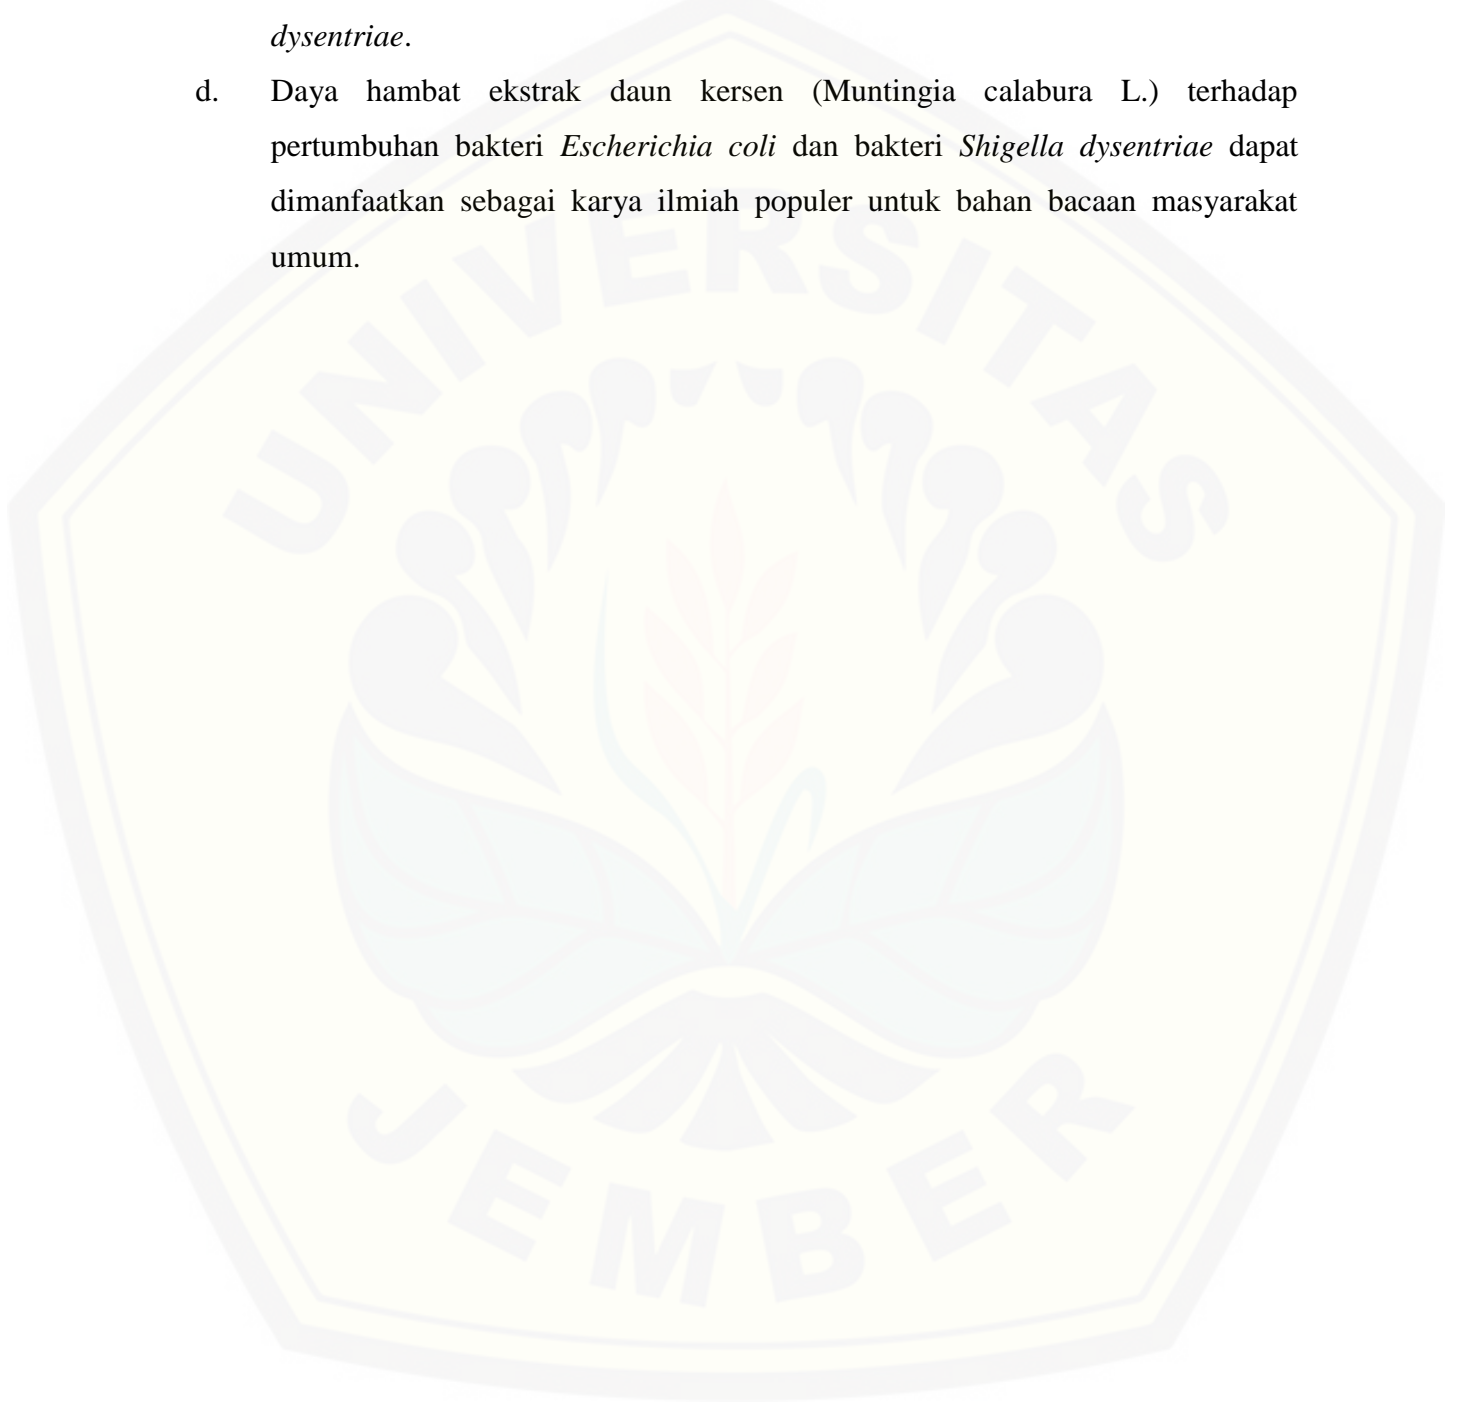 dysentriae.
d. Daya hambat ekstrak daun kersen (Muntingia calabura L.) terhadap
pertumbuhan bakteri Escherichia coli dan bakteri Shigella dysentriae dapat
dimanfaatkan sebagai karya ilmiah populer untuk bahan bacaan masyarakat
umum.
UNIVERSITAS
JEMBER